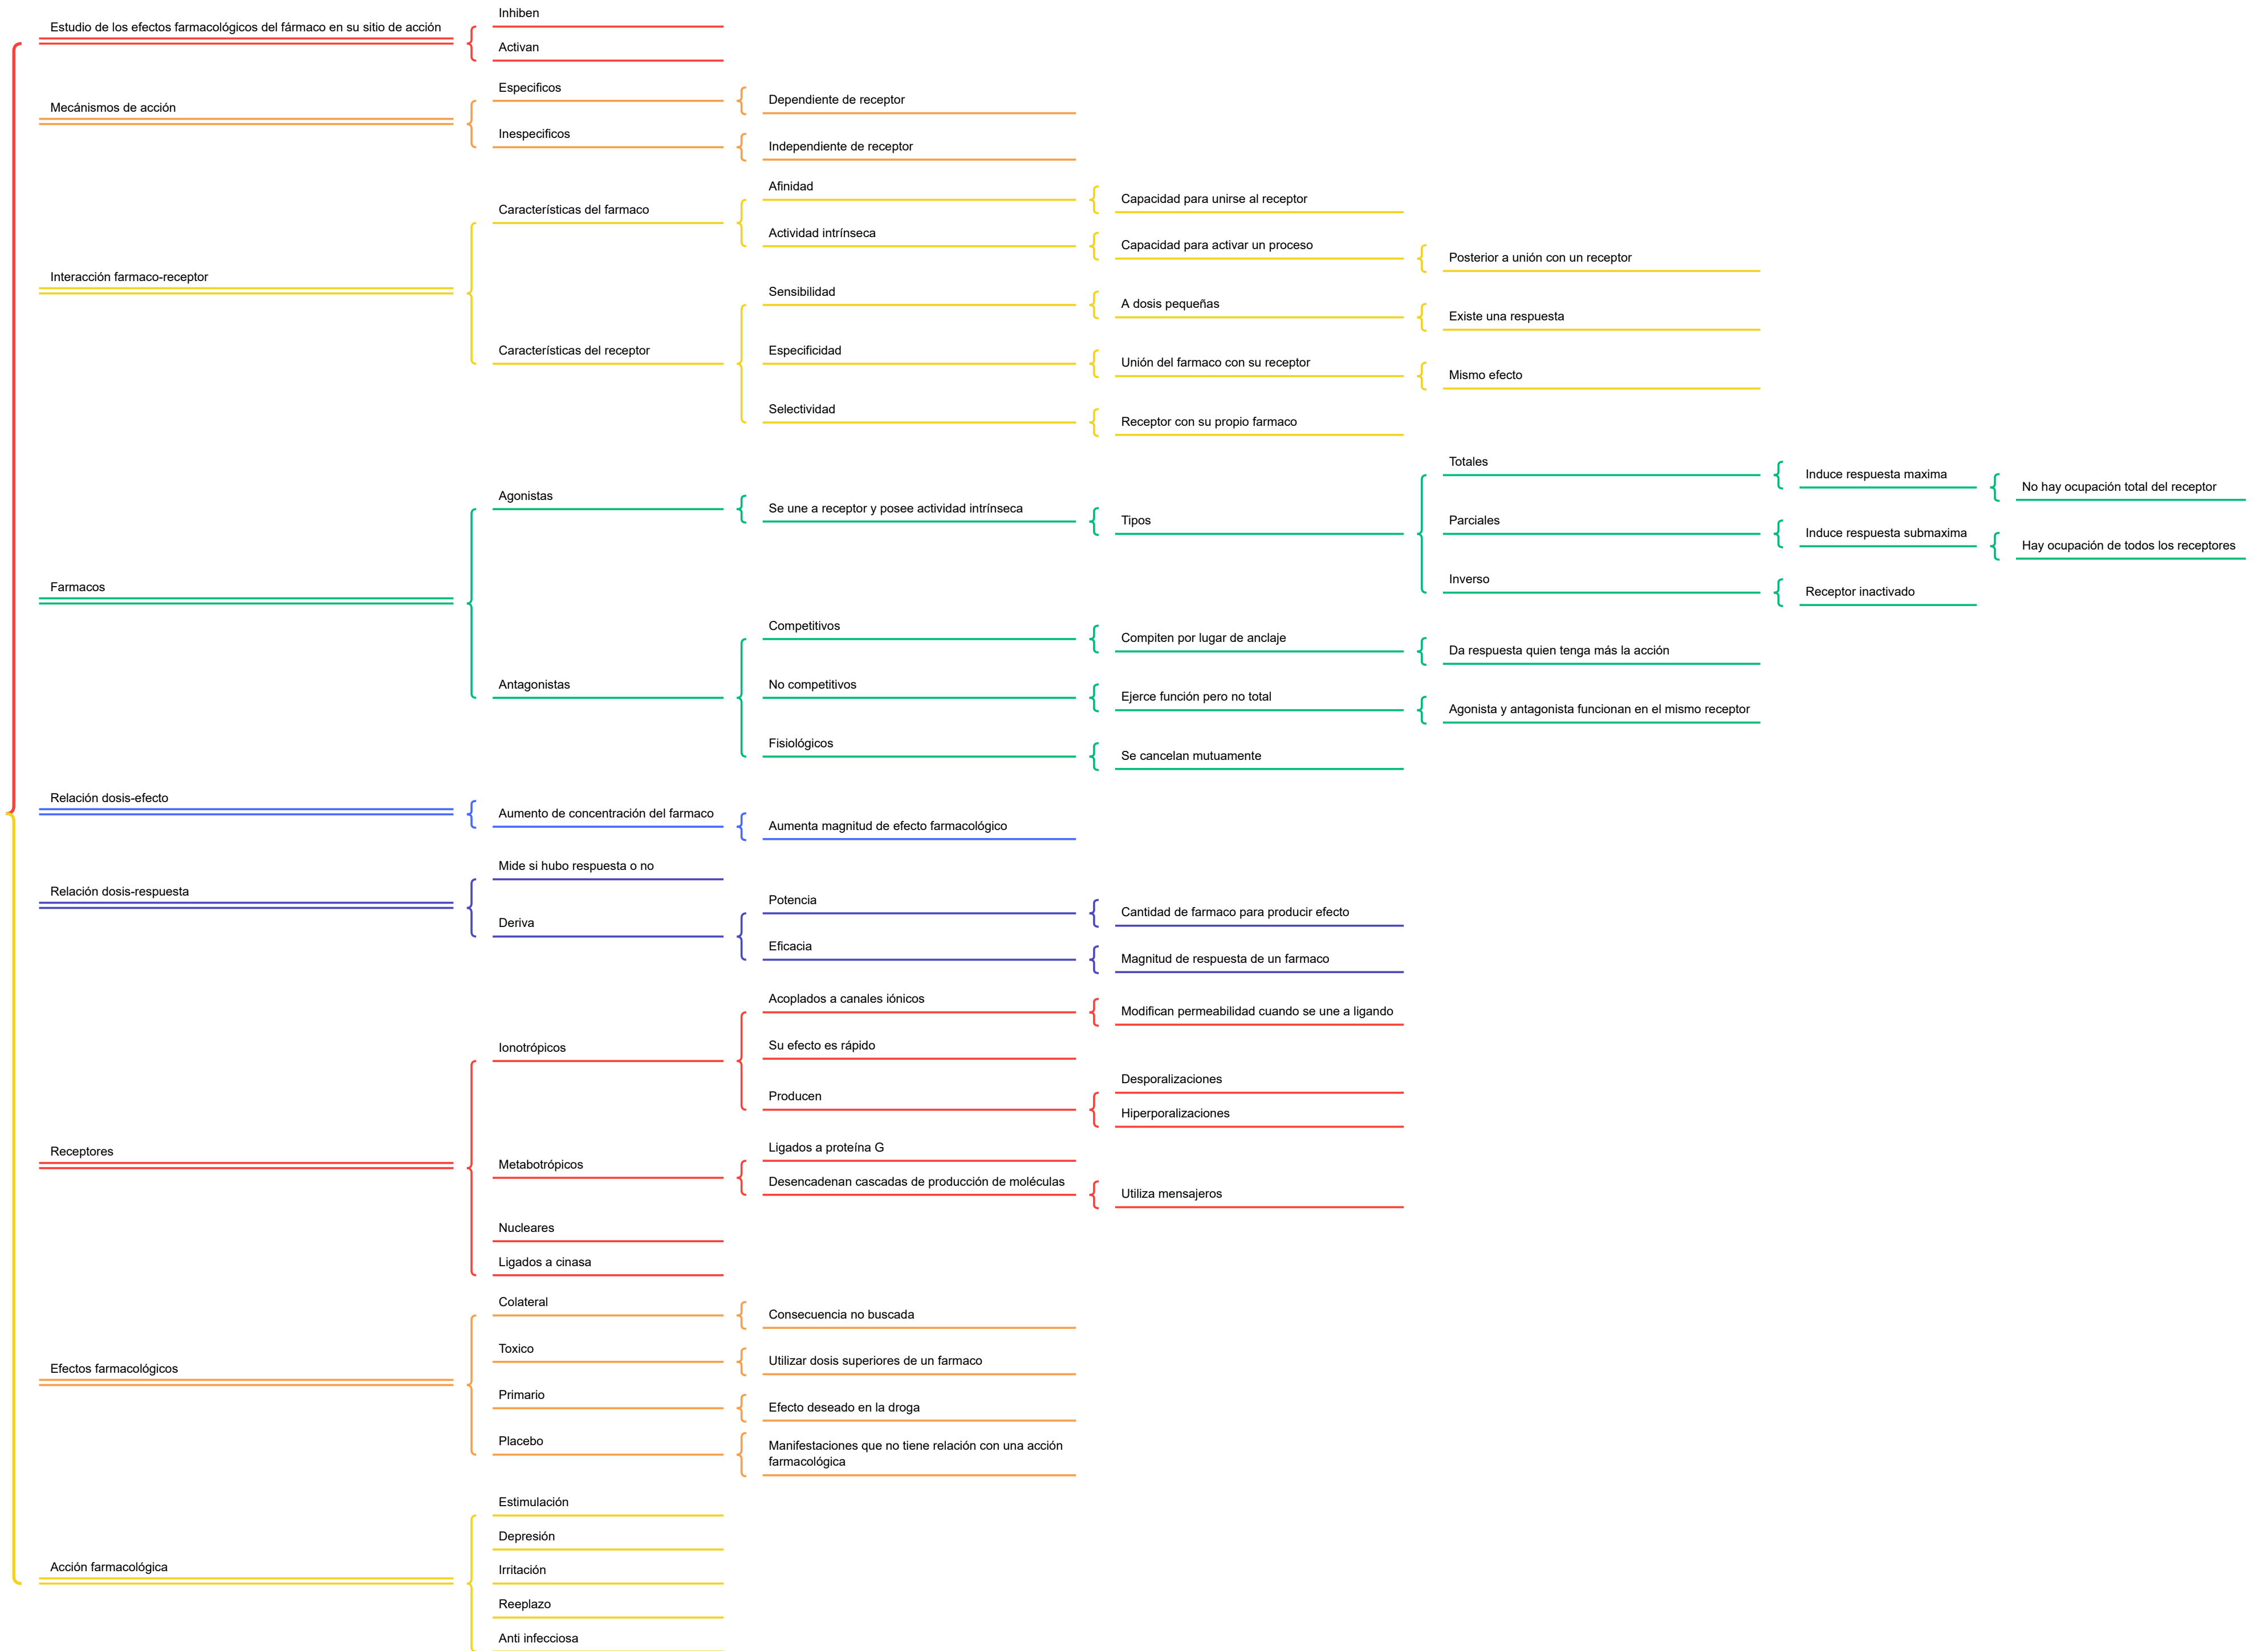 Estudio de los efectos farmacológicos del fármaco en su sitio de acción
Inhiben
Activan
Mecánismos de acción
Especificos
Dependiente de receptor
Inespecificos
Independiente de receptor
Interacción farmaco-receptor
Características del farmaco
Afinidad
Capacidad para unirse al receptor
Actividad intrínseca
Capacidad para activar un proceso
Posterior a unión con un receptor
Características del receptor
Sensibilidad
A dosis pequeñas
Existe una respuesta
Especificidad
Unión del farmaco con su receptor
Mismo efecto
Selectividad
Receptor con su propio farmaco
Farmacos
Agonistas
Se une a receptor y posee actividad intrínseca
Tipos
Totales
Induce respuesta maxima
No hay ocupación total del receptor
Parciales
Induce respuesta submaxima
Hay ocupación de todos los receptores
Inverso
Receptor inactivado
Antagonistas
Competitivos
Compiten por lugar de anclaje
Da respuesta quien tenga más la acción
No competitivos
Ejerce función pero no total
Agonista y antagonista funcionan en el mismo receptor
Fisiológicos
Se cancelan mutuamente
Relación dosis-efecto
Aumento de concentración del farmaco
Aumenta magnitud de efecto farmacológico
Relación dosis-respuesta
Mide si hubo respuesta o no
Deriva
Potencia
Cantidad de farmaco para producir efecto
Eficacia
Magnitud de respuesta de un farmaco
Receptores
Ionotrópicos
Acoplados a canales iónicos
Modifican permeabilidad cuando se une a ligando
Su efecto es rápido
Producen
Desporalizaciones
Hiperporalizaciones
Metabotrópicos
Ligados a proteína G
Desencadenan cascadas de producción de moléculas
Utiliza mensajeros
Nucleares
Ligados a cinasa
Efectos farmacológicos
Colateral
Consecuencia no buscada
Toxico
Utilizar dosis superiores de un farmaco
Primario
Efecto deseado en la droga
Placebo
Manifestaciones que no tiene relación con una acción
farmacológica
Acción farmacológica
Estimulación
Depresión
Irritación
Reeplazo
Anti infecciosa